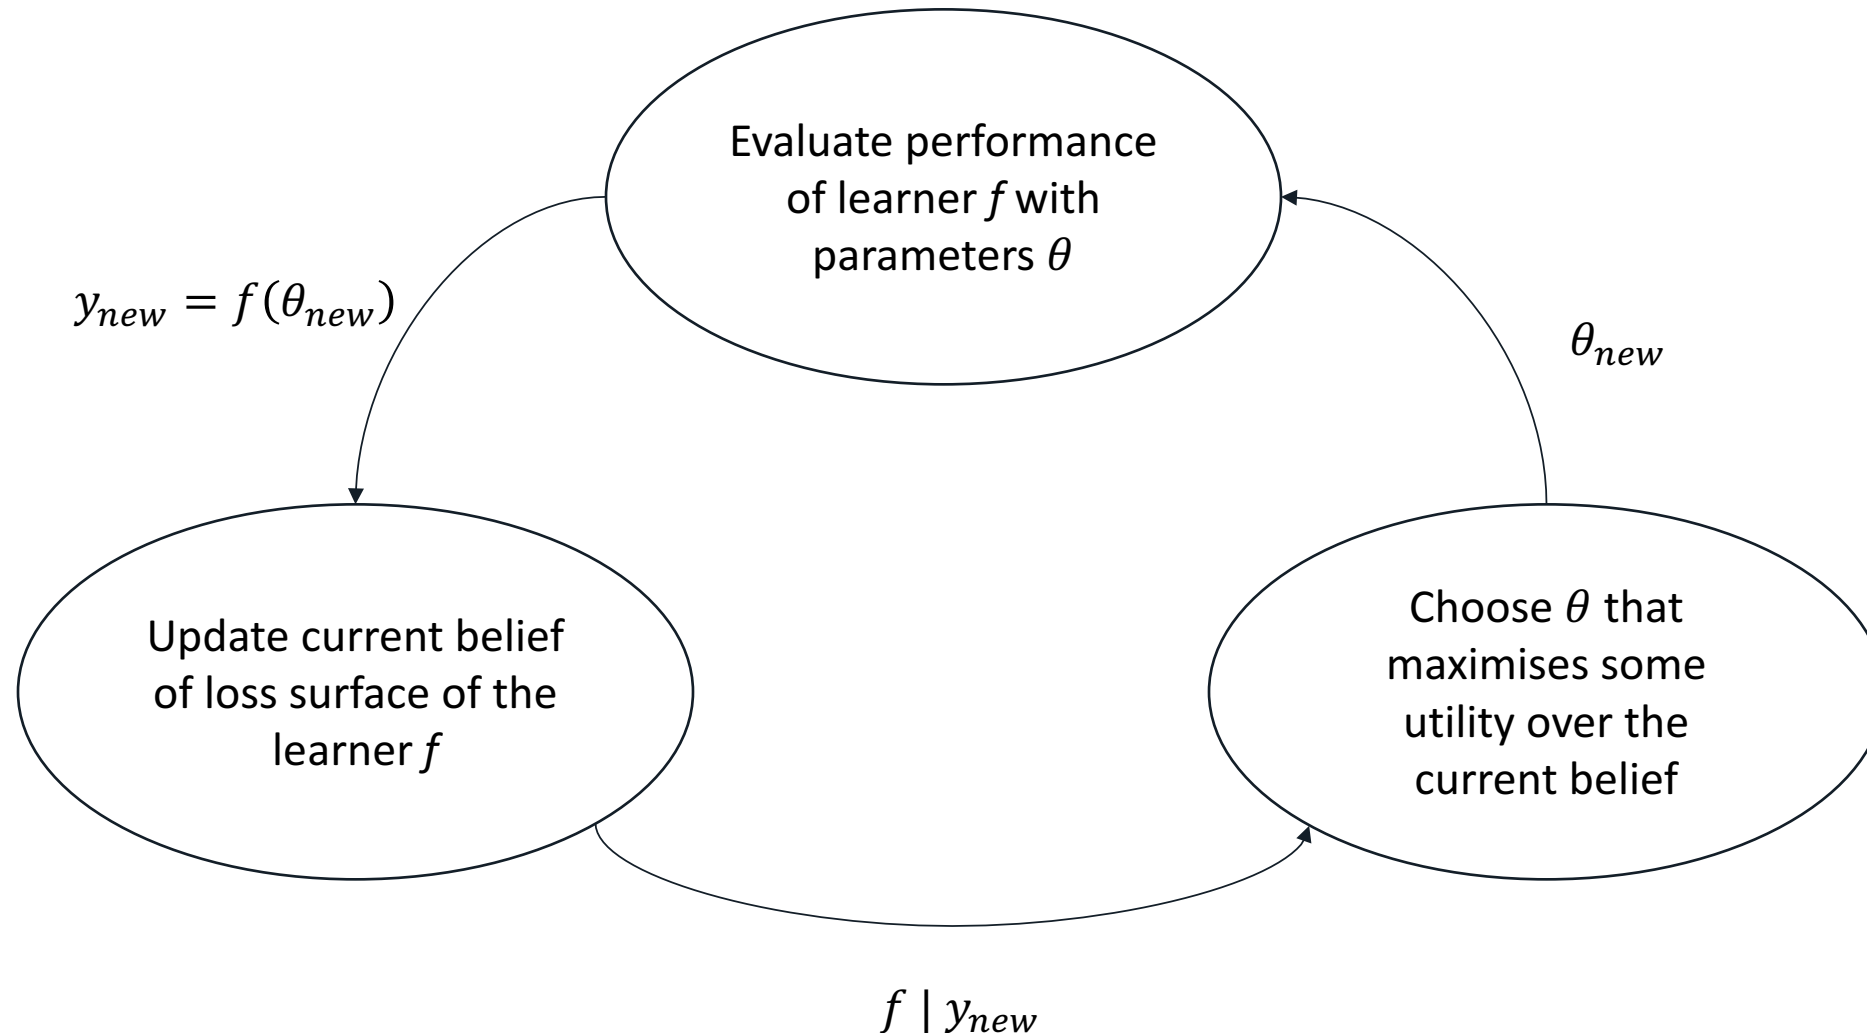 Evaluate performance
of learner f with
parameters θ
y_new = f(θ_new)
θ_new
Update current belief
of loss surface of the
learner f
Choose θ that
maximises some
utility over the
current belief
f | y_new